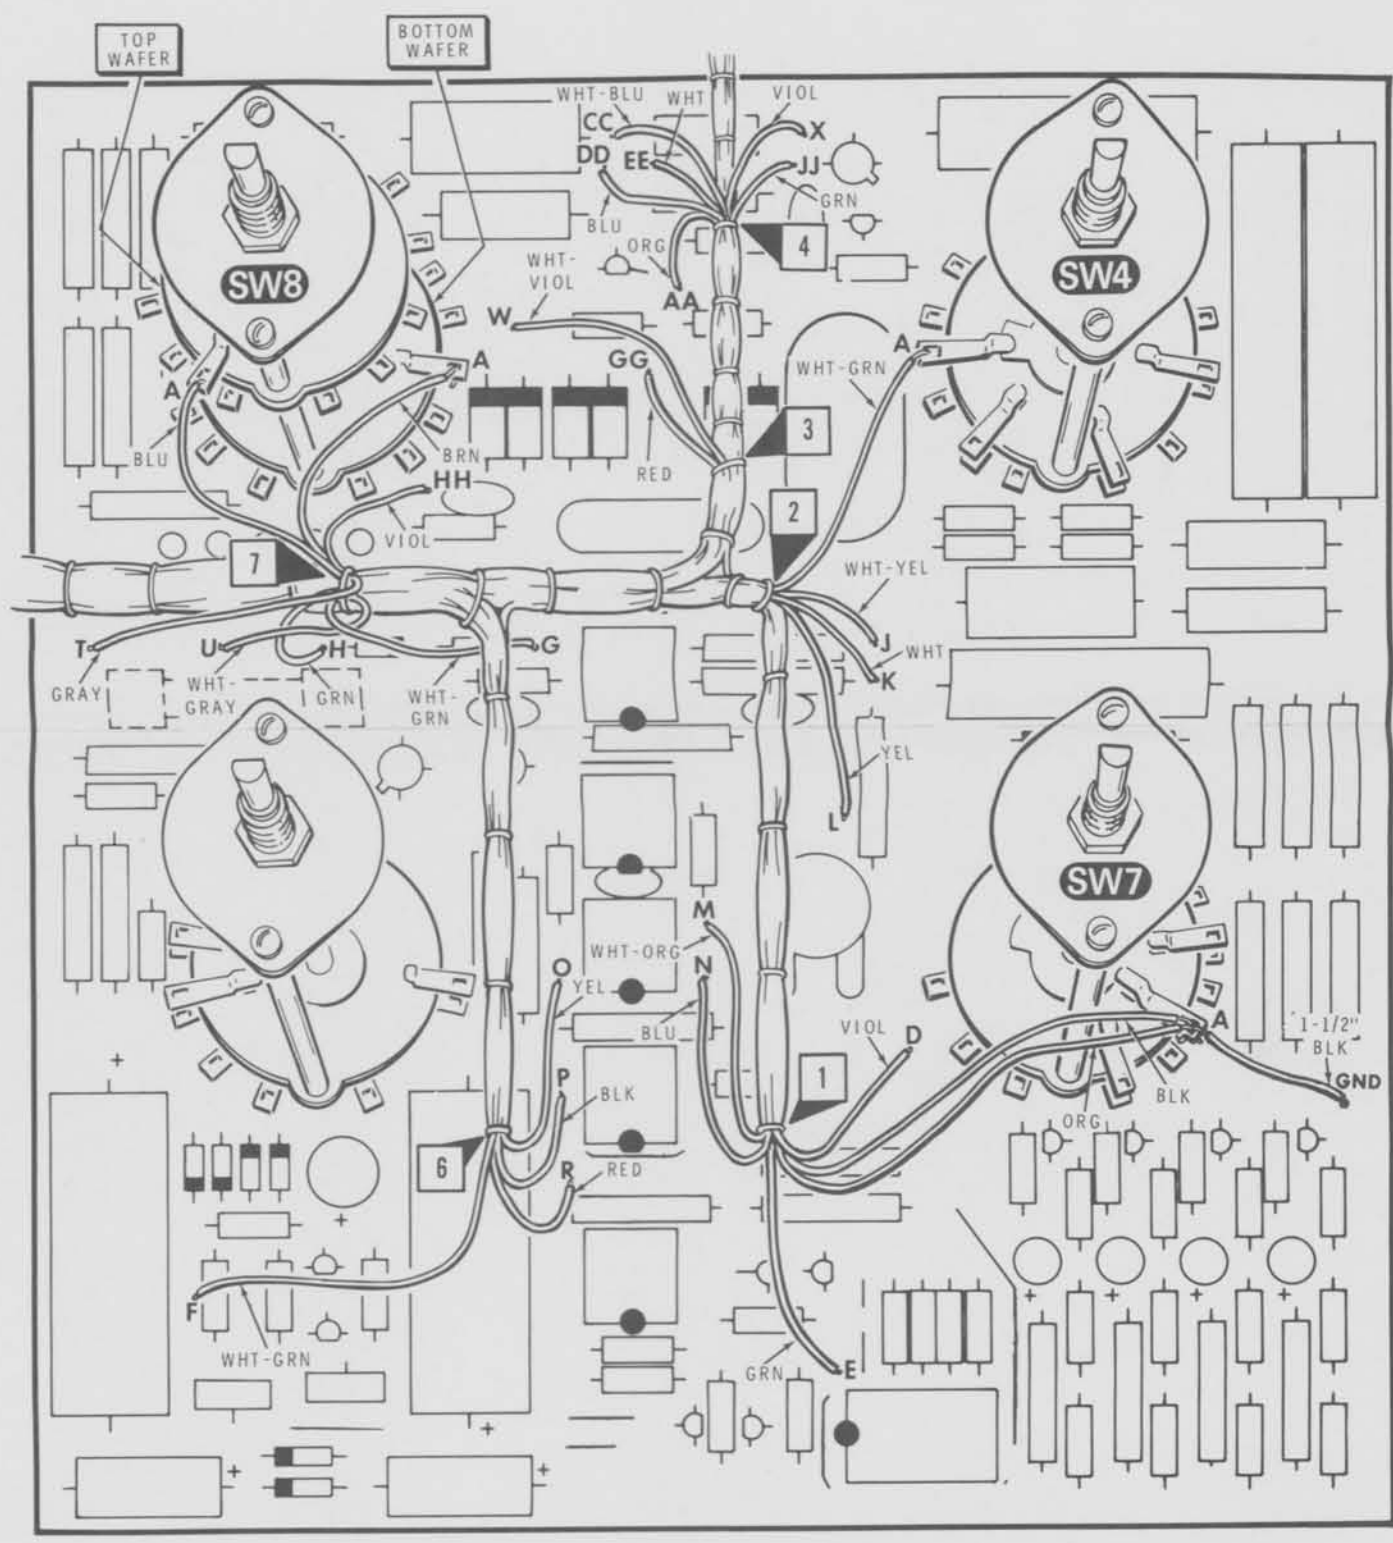 TOP
WAFER
BOTTOM
WAFER
WHT-BLU
WHT
VIOL
CC
X
DD
EE
JJ
GRN
BLU
ORG
4
WHT-
VIOL
AA
SW8
SW4
W
GG
A
A
WHT-GRN
A
BLU
BRN
RED
3
HH
2
VIOL
7
WHT-YEL
T
U
H
G
J
WHT
K
GRAY
WHT-
GRAY
GRN
WHT-
GRN
YEL
L
SW7
M
WHT-ORG
N
O
YEL
BLU
VIOL
D
A
1-1/2"
BLK
GND
+
P
BLK
1
BLK
ORG
6
R
RED
+
F
+
+
+
+
WHT-GRN
GRN
E
+
+
+